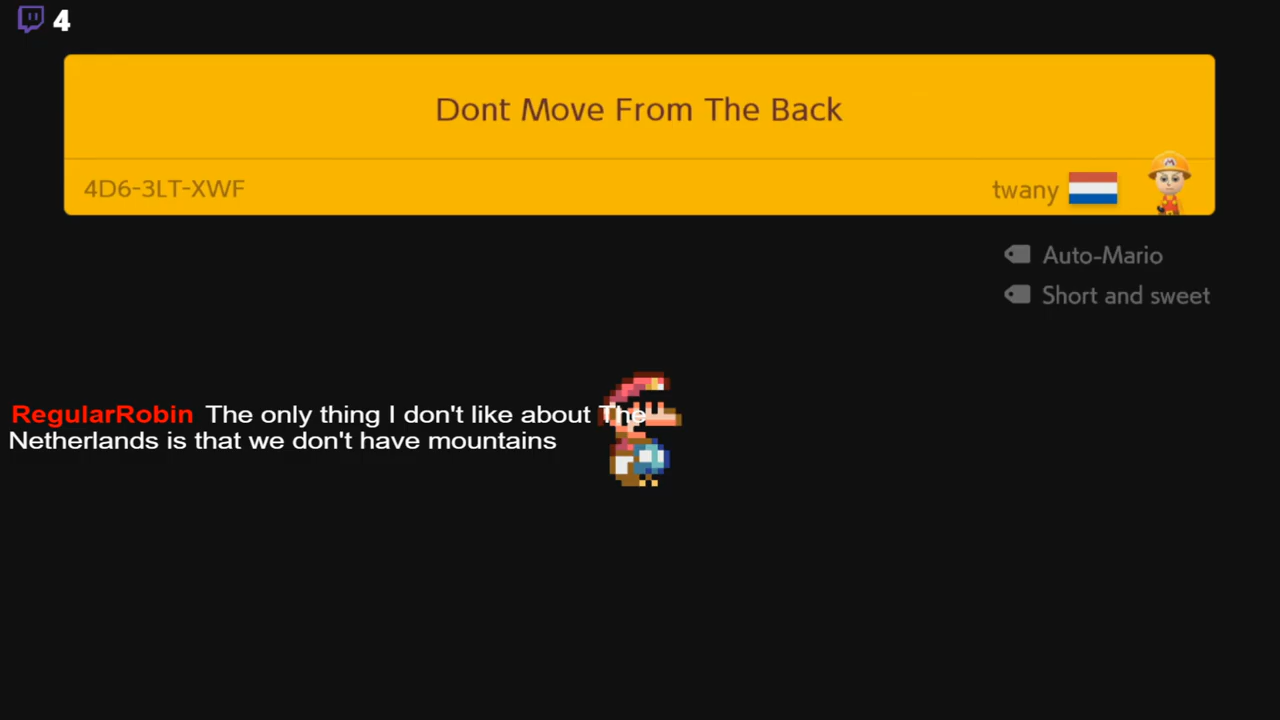 4
Dont Move From The Back
4D6-3LT-XWF
twany
Auto-Mario
Short and sweet
RegularRobin The only thing I don't like about The
Netherlands is that we don't have mountains